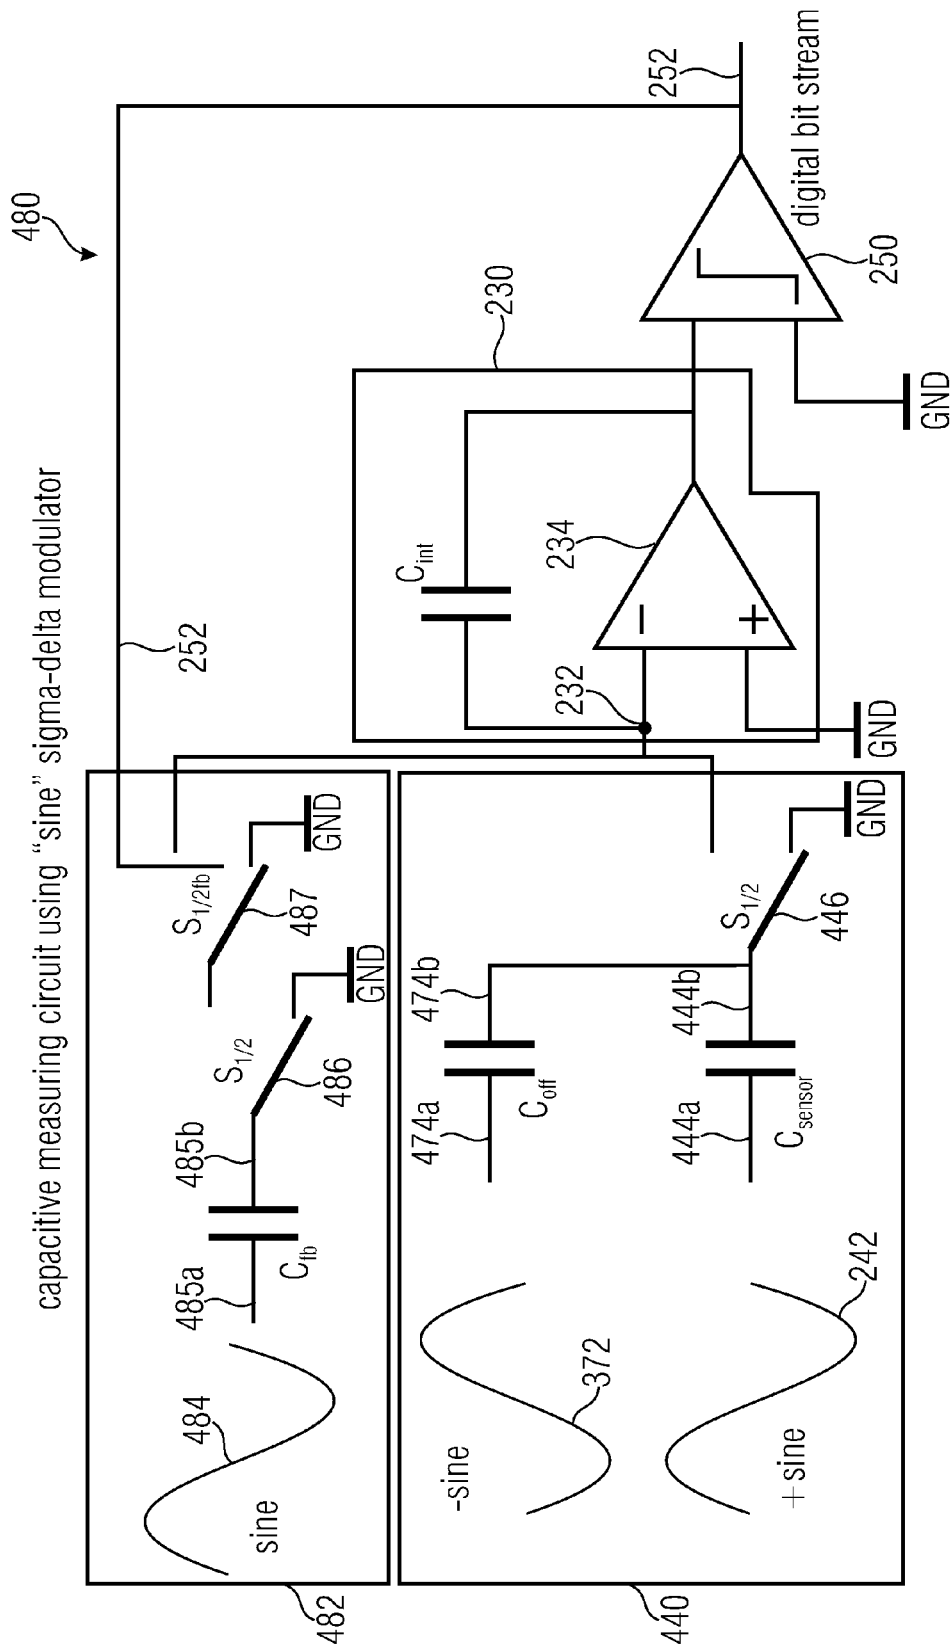 capacitive measuring circuit using "sine" sigma-delta modulator
480
252
252
484
sine
485a
485b
C_fb
S_1/2
486
S_1/2fb
487
GND
GND
482
-sine
372
474a
474b
C_off
444a
444b
C_sensor
S_1/2
446
GND
+sine
242
440
230
C_int
232
234
−
+
GND
250
GND
digital bit stream